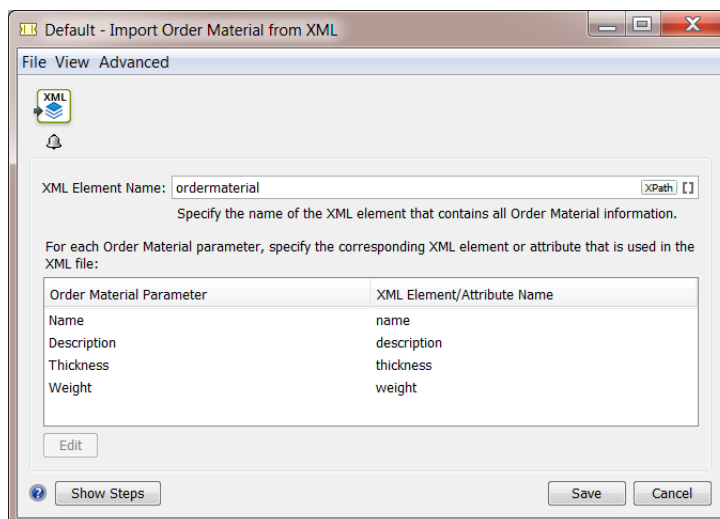 Default - Import Order Material from XML
File View Advanced
XML
XML Element Name: ordermaterial XPath []
Specify the name of the XML element that contains all Order Material information.
For each Order Material parameter, specify the corresponding XML element or attribute that is used in the
XML file:
Order Material Parameter XML Element/Attribute Name
Name name
Description description
Thickness thickness
Weight weight
Edit
? Show Steps Save Cancel